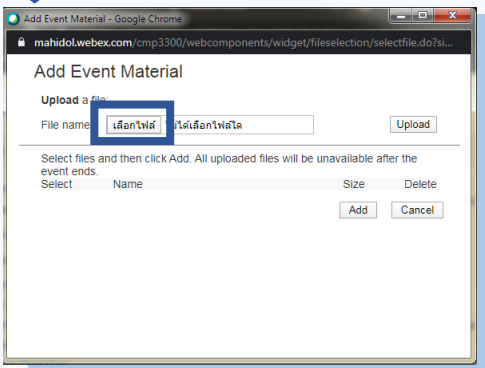 Add Event Material - Google Chrome
mahidol.webex.com/cmp3300/webcomponents/widget/fileselection/selectfile.do?si...
Add Event Material
Upload a file:
File name: เลือกไฟล์ ไม่ได้เลือกไฟล์ใด Upload
Select files and then click Add. All uploaded files will be unavailable after the
event ends.
Select Name Size Delete
Add Cancel